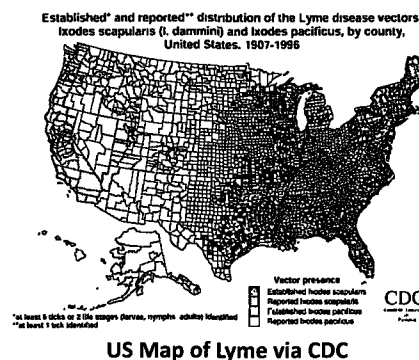 Established* and reported** distribution of the Lyme disease vectors
Ixodes scapularis (I. dammini) and Ixodes pacificus, by county,
United States, 1907-1996
Vector presence
Established Ixodes scapularis
Reported Ixodes scapularis
Established Ixodes pacificus
Reported Ixodes pacificus
*at least 6 ticks or 2 life stages (larvae, nymphs, adults) identified
**at least 1 tick identified
CDC
US Map of Lyme via CDC